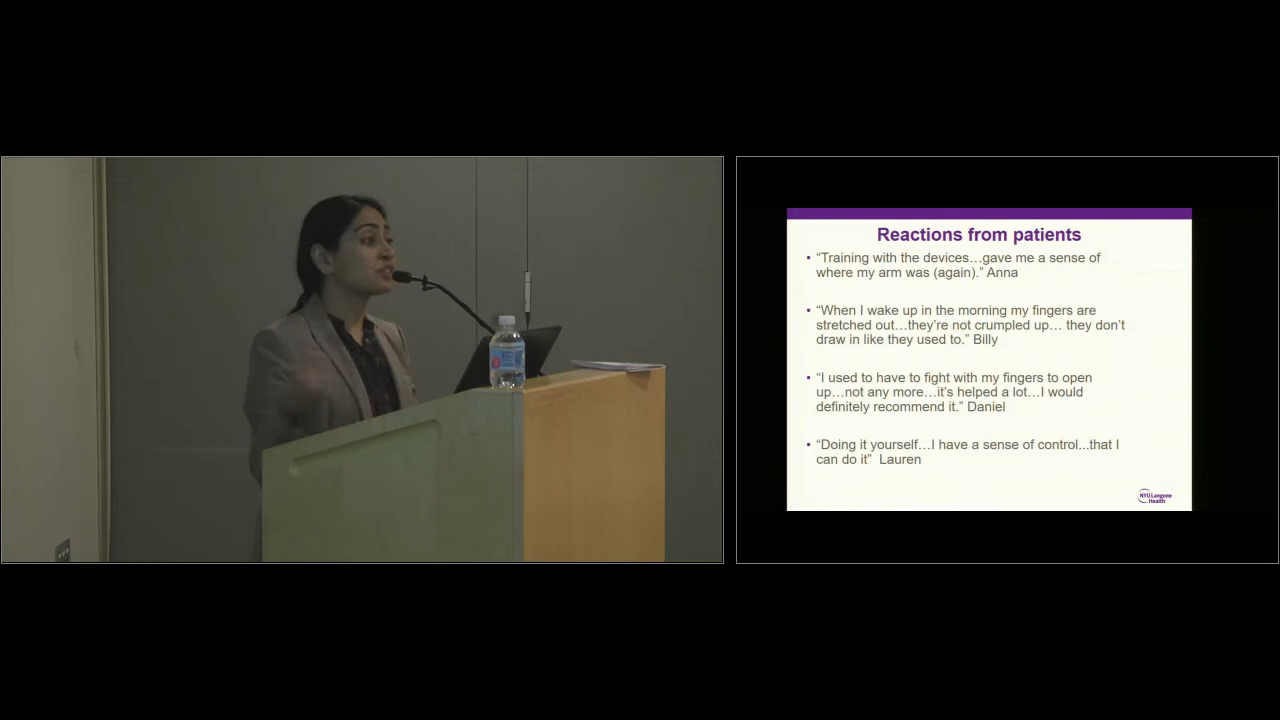 Reactions from patients
• “Training with the devices…gave me a sense of
where my arm was (again).” Anna
• “When I wake up in the morning my fingers are
stretched out…they’re not crumpled up… they don’t
draw in like they used to.” Billy
• “I used to have to fight with my fingers to open
up…not any more…it’s helped a lot…I would
definitely recommend it.” Daniel
• “Doing it yourself…I have a sense of control...that I
can do it”  Lauren
NYU Langone
Health